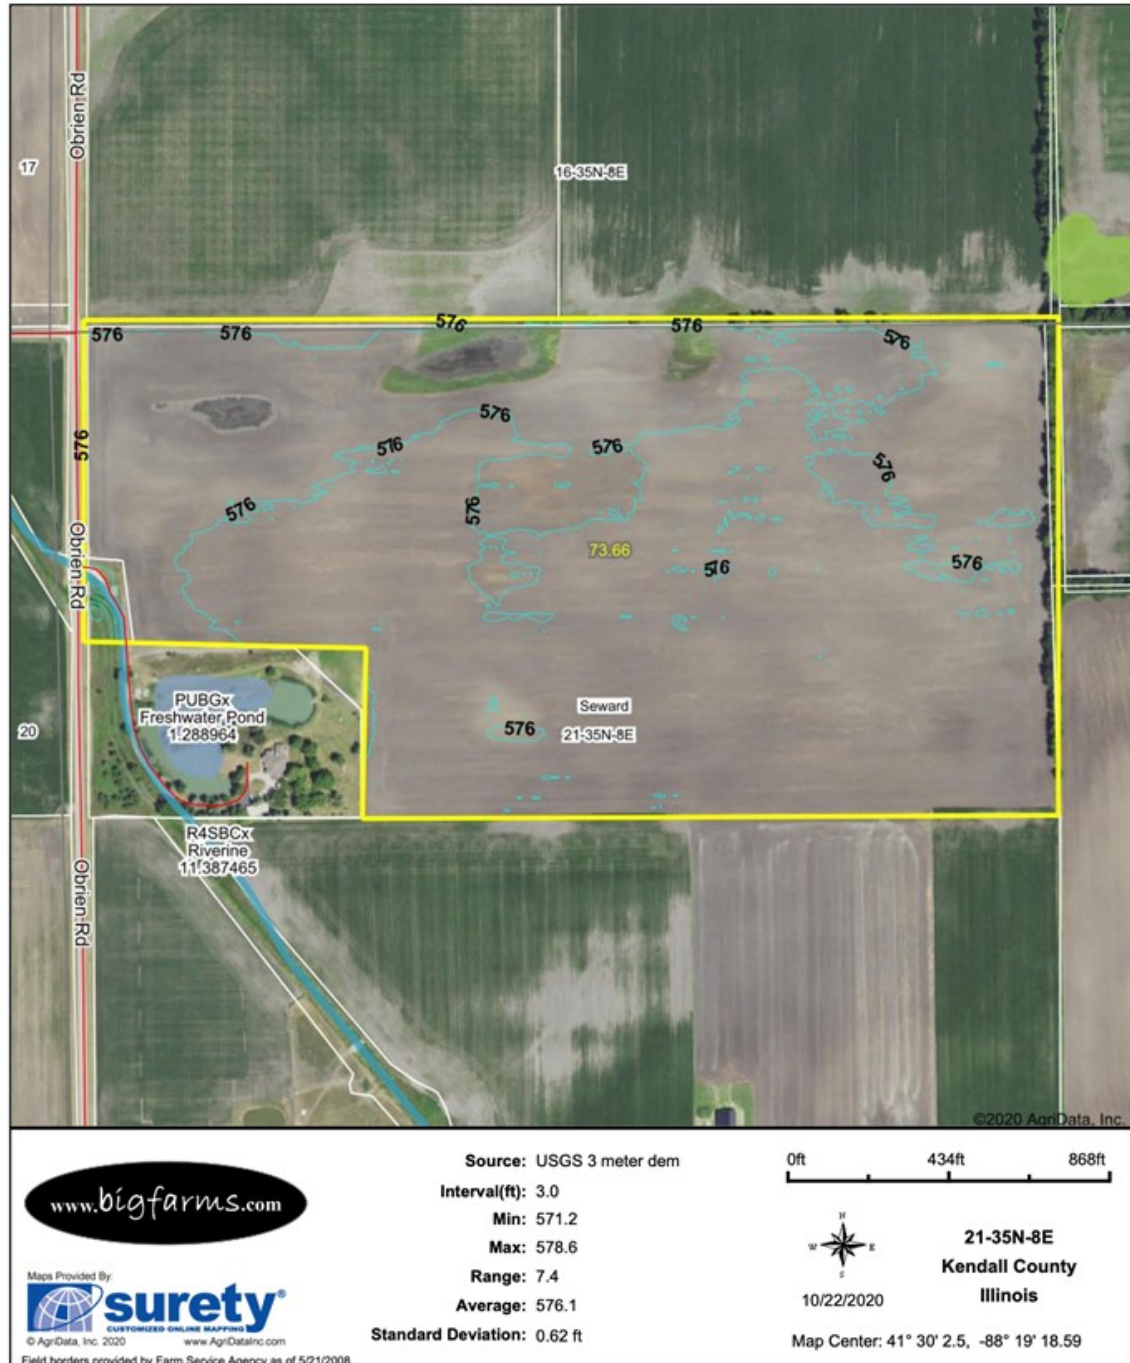 Obrien Rd
17
16-35N-8E
576
576
576
576
576
576
576
576
576
576
576
576
Obrien Rd
73.66
576
576
PUBGx
Freshwater Pond
1.288964
Seward
576
21-35N-8E
20
R4SBCx
Riverine
11.387465
Obrien Rd
©2020 AgriData, Inc.
www.bigfarms.com
Maps Provided By:
surety®
CUSTOMIZED ONLINE MAPPING
© AgriData, Inc. 2020 www.AgriDataInc.com
Field borders provided by Farm Service Agency as of 5/21/2008.
Source: USGS 3 meter dem
Interval(ft): 3.0
Min: 571.2
Max: 578.6
Range: 7.4
Average: 576.1
Standard Deviation: 0.62 ft
0ft 434ft 868ft
N
W E
S
10/22/2020
21-35N-8E
Kendall County
Illinois
Map Center: 41° 30' 2.5, -88° 19' 18.59